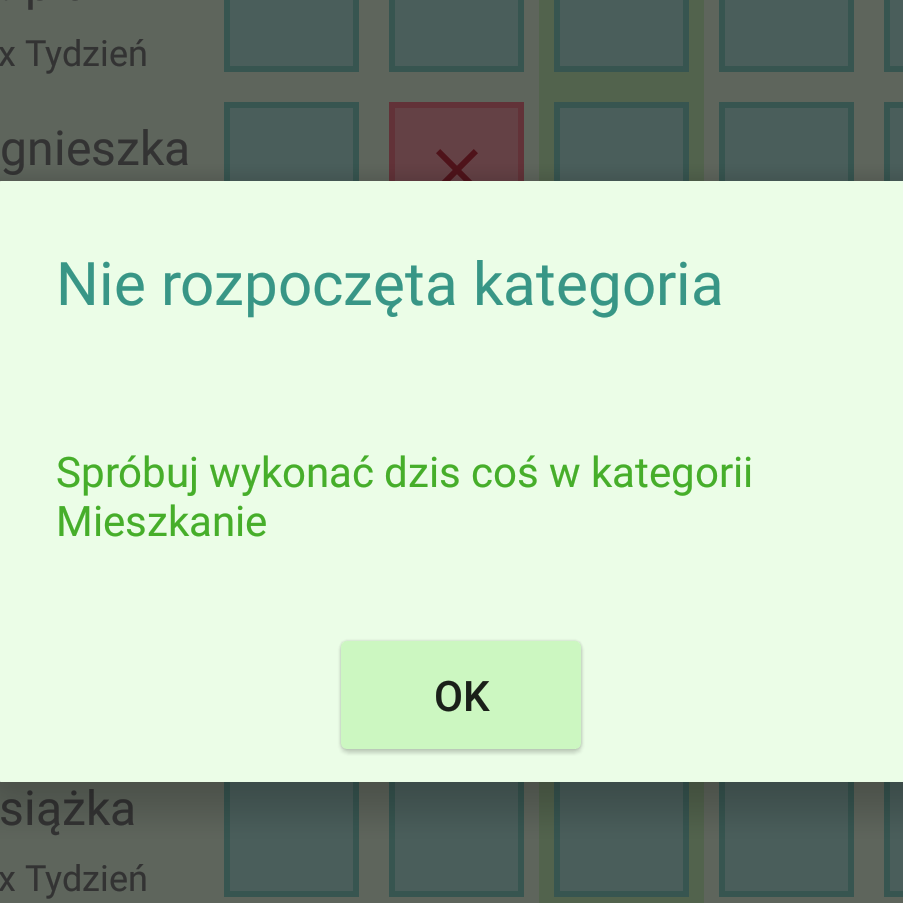 x Tydzień
gnieszka
Nie rozpoczęta kategoria
Spróbuj wykonać dzis coś w kategorii
Mieszkanie
OK
siążka
x Tydzień